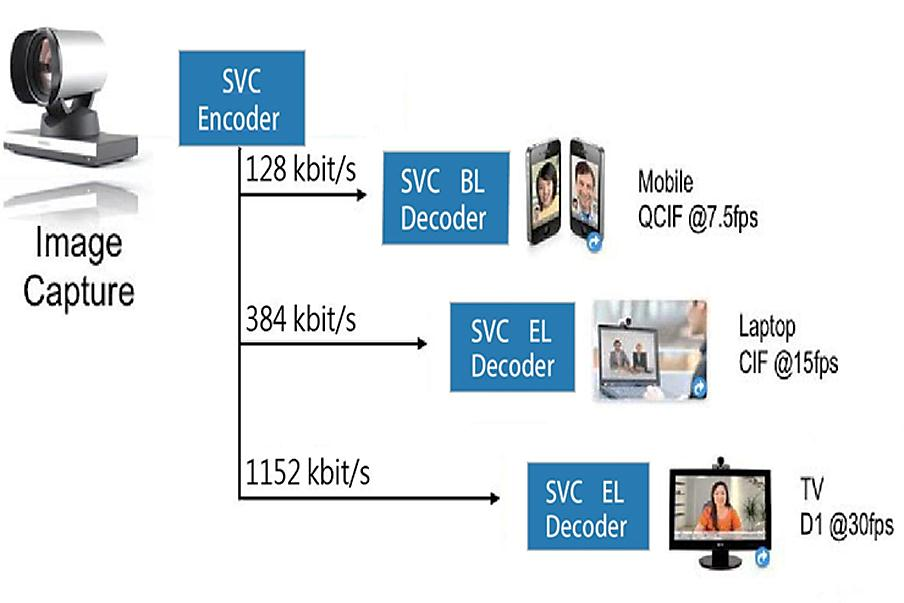 SVC
Encoder
128 kbit/s
SVC BL
Decoder
Mobile
QCIF @7.5fps
Image
Capture
384 kbit/s
SVC EL
Decoder
Laptop
CIF @15fps
1152 kbit/s
SVC EL
Decoder
TV
D1 @30fps